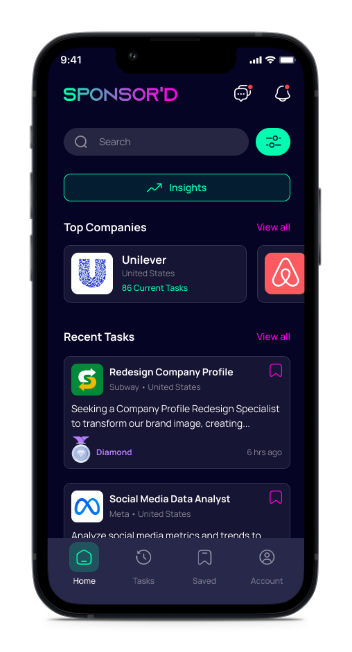 9:41
SPONSOR'D
Search
Insights
Top Companies
View all
Unilever
United States
86 Current Tasks
Recent Tasks
View all
Redesign Company Profile
Subway • United States
Seeking a Company Profile Redesign Specialist
to transform our brand image, creating...
Diamond
6 hrs ago
Social Media Data Analyst
Meta • United States
Analyze social media metrics and trends to
Home
Tasks
Saved
Account